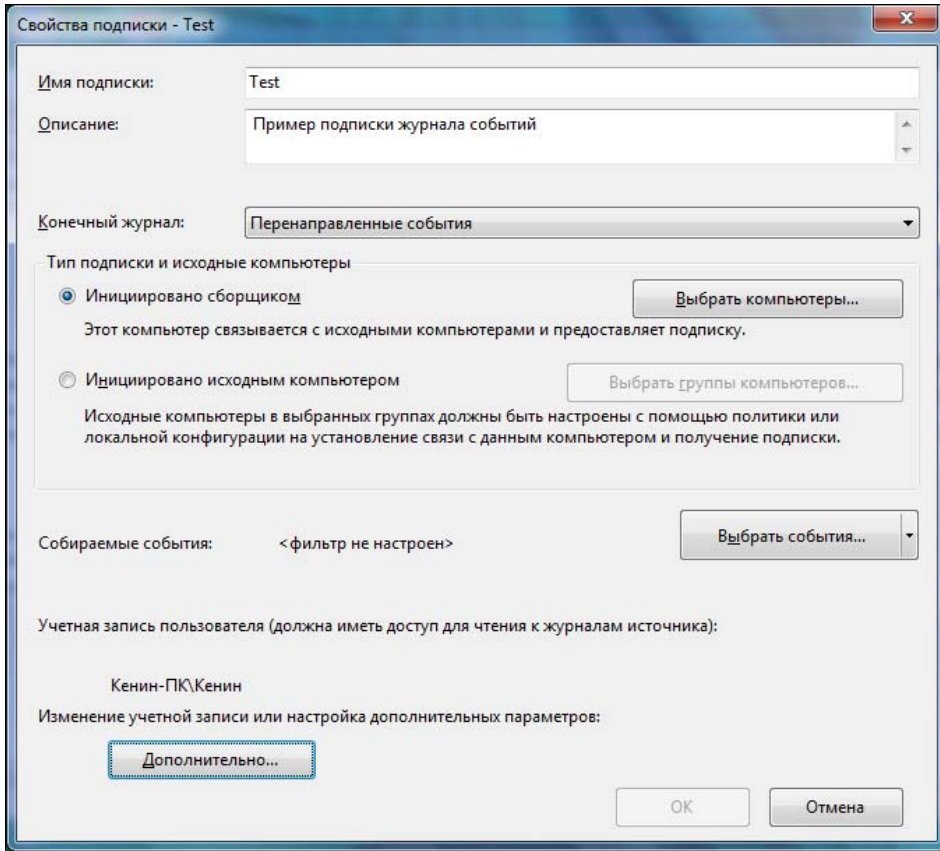 Свойства подписки - Test
Имя подписки:
Test
Описание:
Пример подписки журнала событий
Конечный журнал:
Перенаправленные события
Тип подписки и исходные компьютеры
Инициировано сборщиком
Выбрать компьютеры...
Этот компьютер связывается с исходными компьютерами и предоставляет подписку.
Инициировано исходным компьютером
Выбрать группы компьютеров...
Исходные компьютеры в выбранных группах должны быть настроены с помощью политики или
локальной конфигурации на установление связи с данным компьютером и получение подписки.
Собираемые события:
<фильтр не настроен>
Выбрать события...
Учетная запись пользователя (должна иметь доступ для чтения к журналам источника):
Кенин-ПК\Кенин
Изменение учетной записи или настройка дополнительных параметров:
Дополнительно...
ОК
Отмена